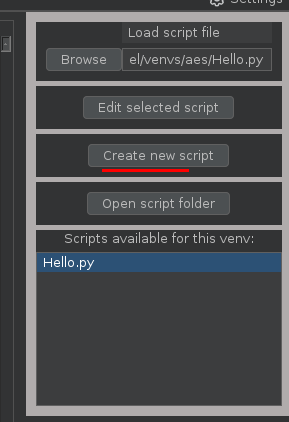 Settings
Load script file
Browse
el/venvs/aes/Hello.py
Edit selected script
Create new script
Open script folder
Scripts available for this venv:
Hello.py